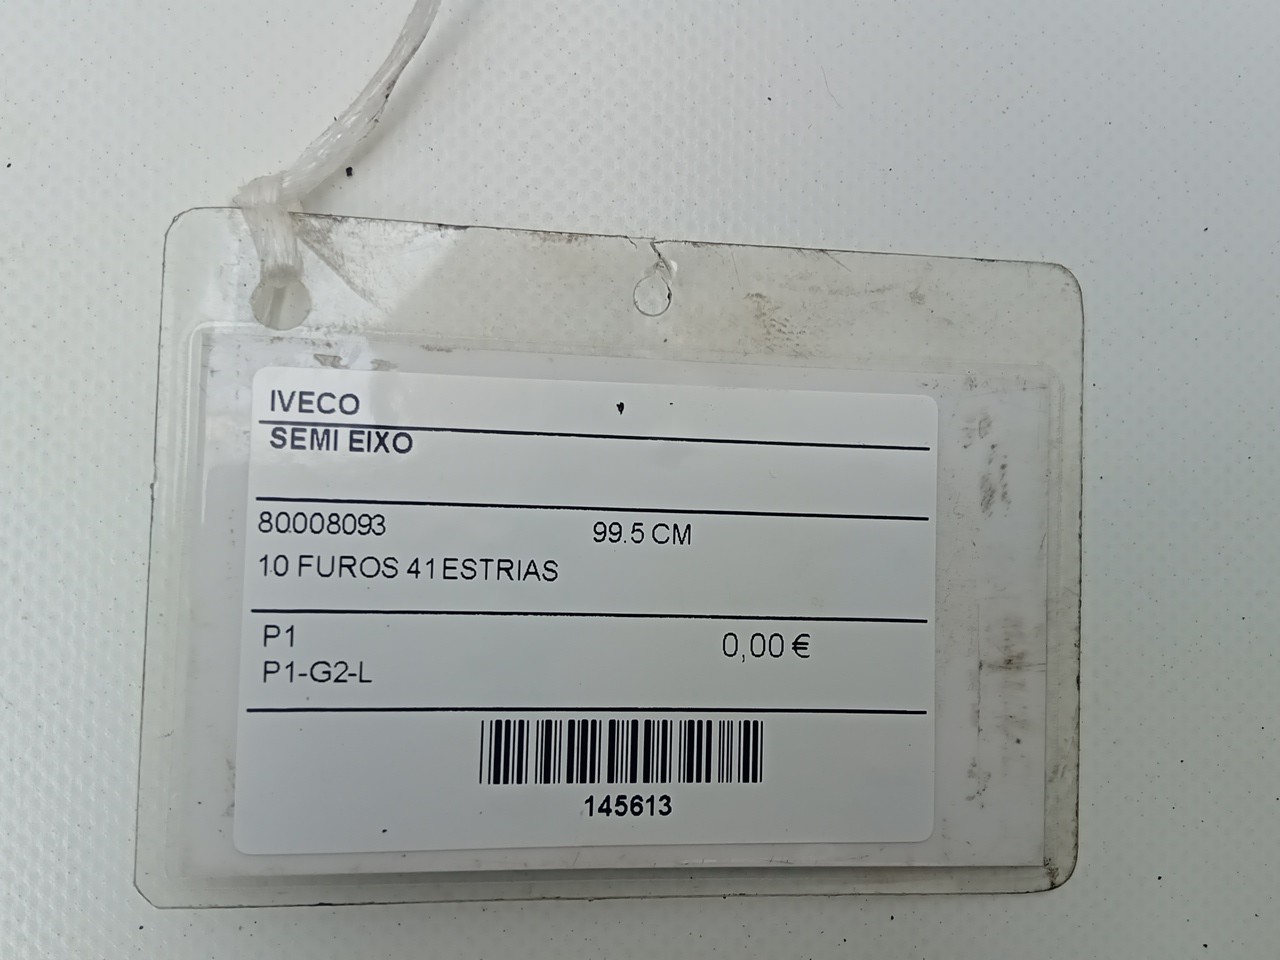 IVECO
SEMI EIXO
80008093 99.5 CM
10 FUROS 41 ESTRIAS
P1 0,00 €
P1-G2-L
145613